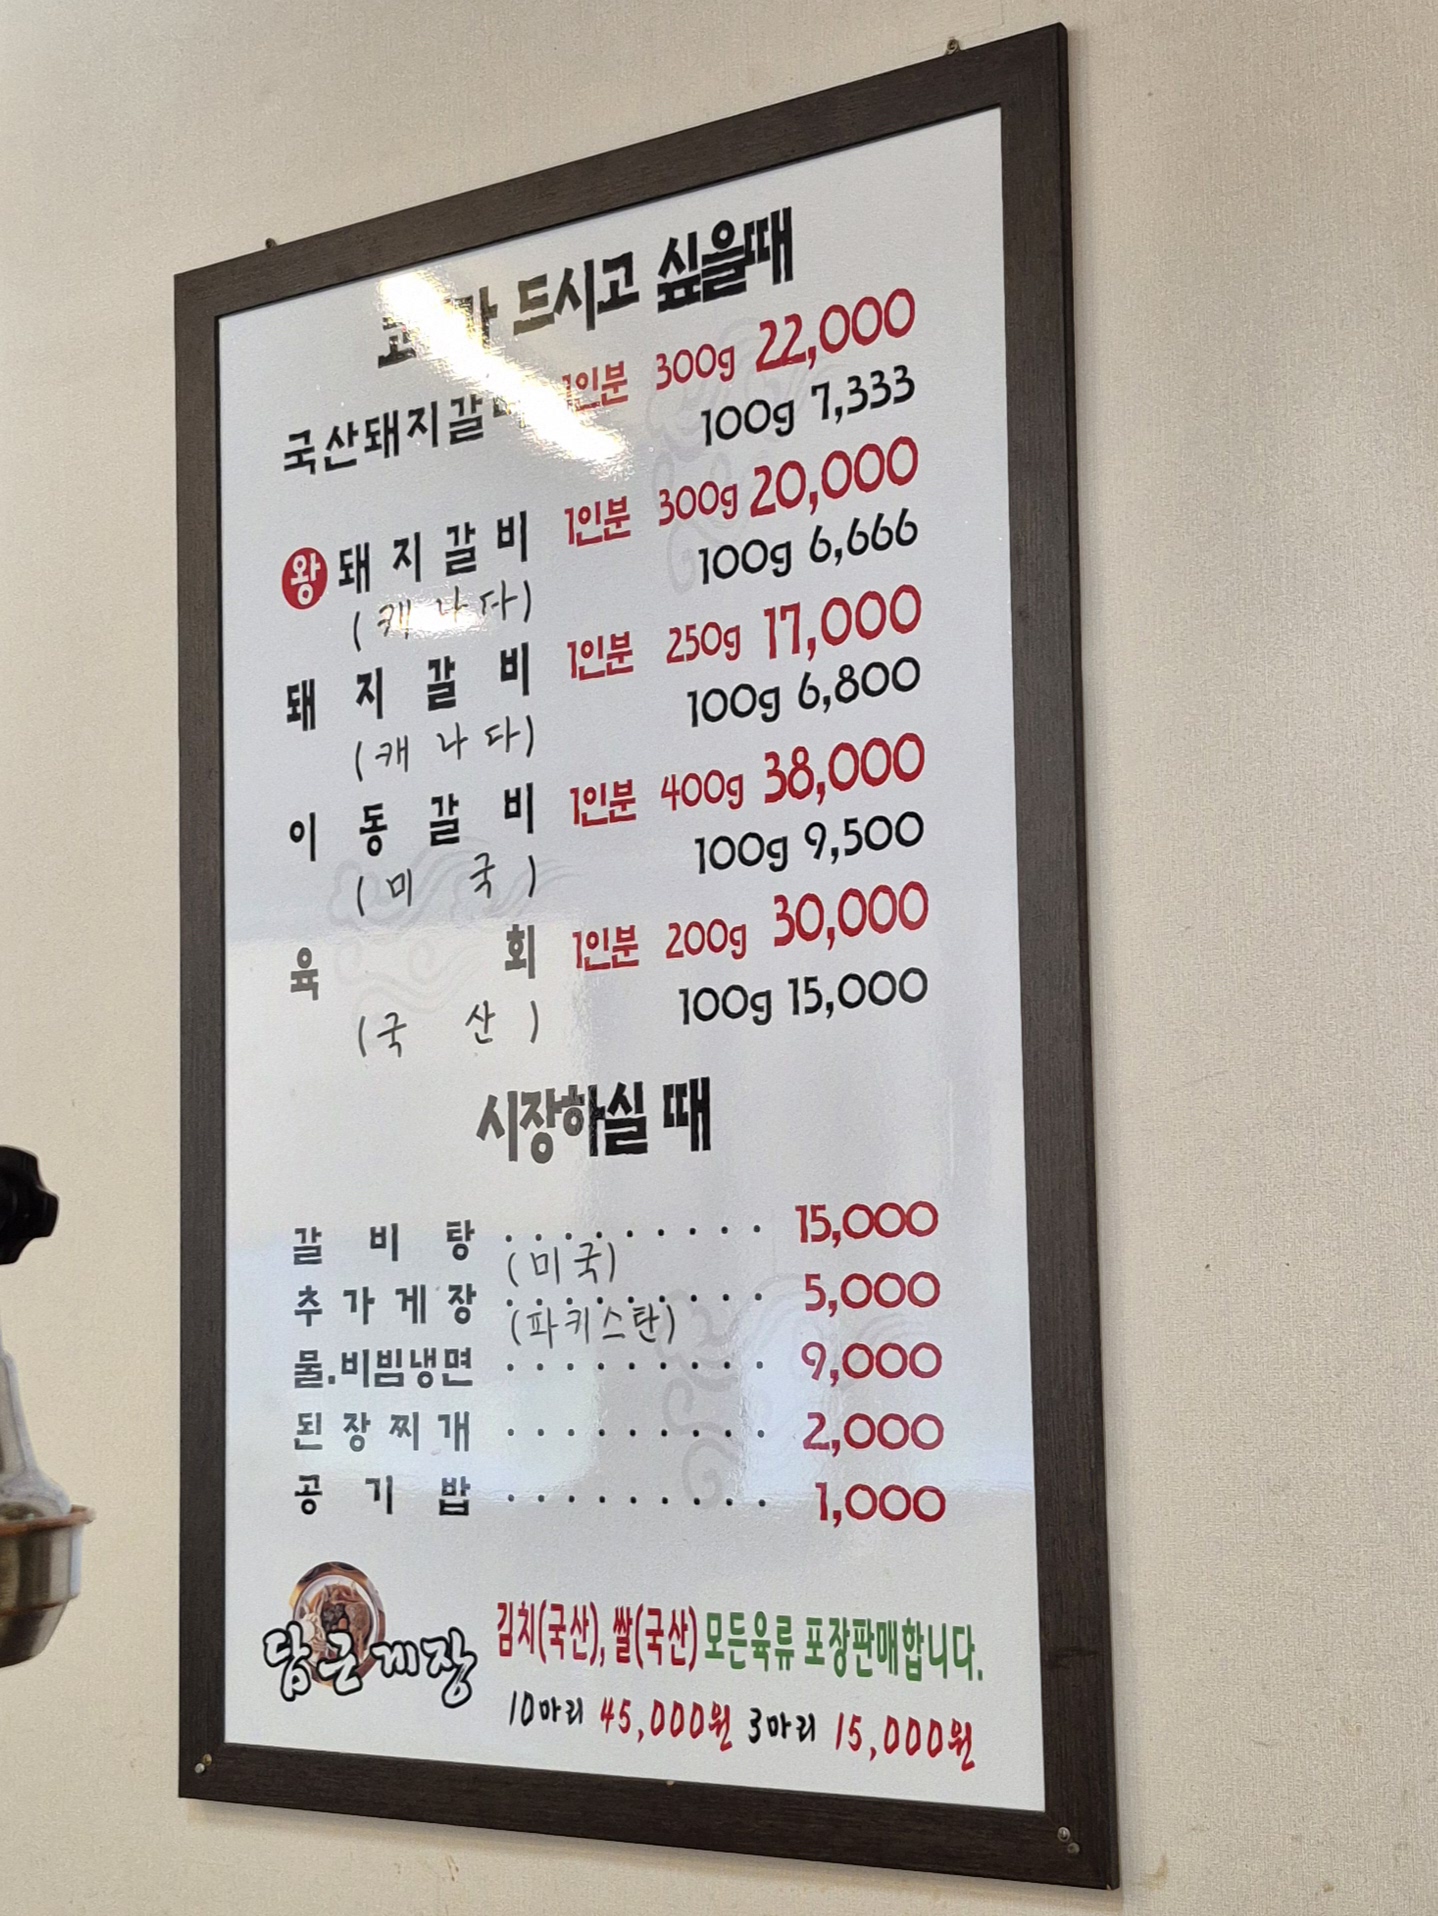 드시고 싶을때
국산돼지갈비 1인분 300g 22,000
100g 7,333
왕 돼지갈비 1인분 300g 20,000
(캐나다) 100g 6,666
돼지갈비 1인분 250g 17,000
(캐나다) 100g 6,800
이동갈비 1인분 400g 38,000
(미국) 100g 9,500
육회 1인분 200g 30,000
(국산) 100g 15,000
시장하실 때
갈비탕 ......... 15,000
(미국)
추가게장 ......... 5,000
(파키스탄)
물.비빔냉면 ......... 9,000
된장찌개 ......... 2,000
공기밥 ......... 1,000
담근게장 김치(국산), 쌀(국산) 모든육류 포장판매합니다.
10마리 45,000원 3마리 15,000원